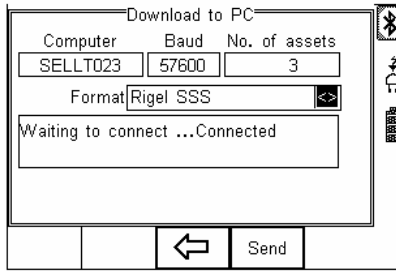 Download to PC
Computer Baud No. of assets
SELLT023 57600 3
Format Rigel SSS <>
Waiting to connect ...Connected
Send